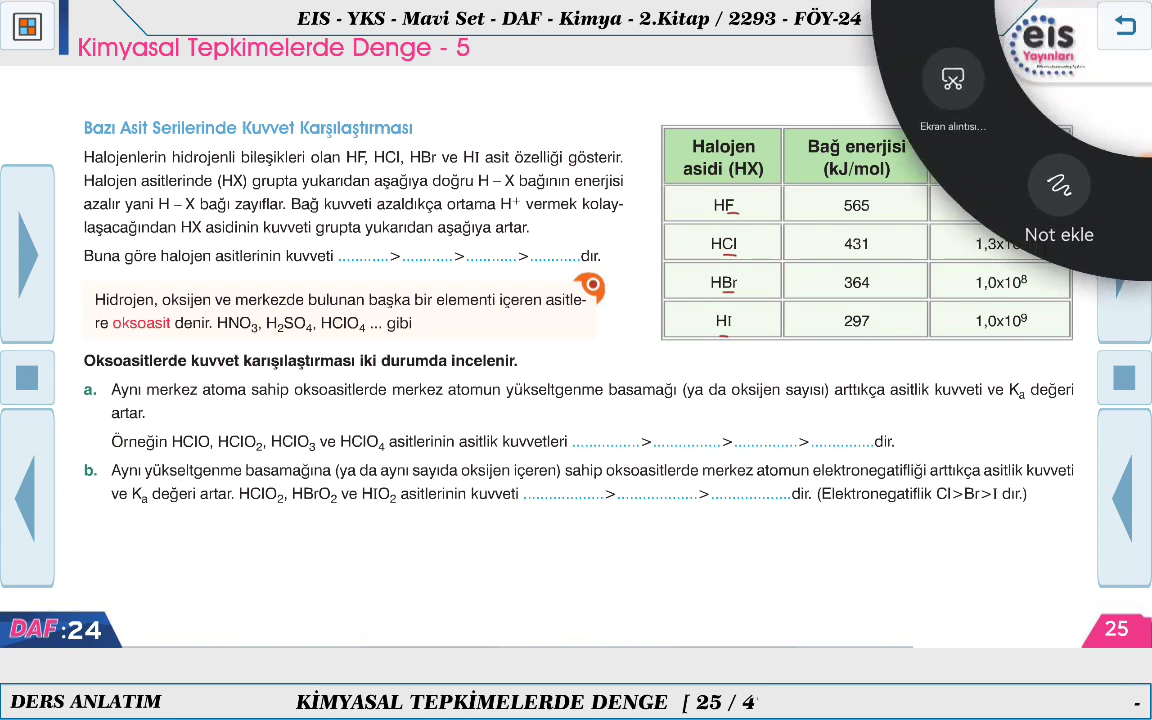 EIS - YKS - Mavi Set - DAF - Kimya - 2.Kitap / 2293 - FÖY-24
Kimyasal Tepkimelerde Denge - 5
eis
Yayınları
Ekran alıntısı...
Not ekle
Bazı Asit Serilerinde Kuvvet Karşılaştırması
Halojenlerin hidrojenli bileşikleri olan HF, HCl, HBr ve HI asit özelliği gösterir.
Halojen asitlerinde (HX) grupta yukarıdan aşağıya doğru H – X bağının enerjisi
azalır yani H – X bağı zayıflar. Bağ kuvveti azaldıkça ortama H⁺ vermek kolay-
laşacağından HX asidinin kuvveti grupta yukarıdan aşağıya artar.
Buna göre halojen asitlerinin kuvveti ............>............>............>............dır.
Halojen asidi (HX) Bağ enerjisi (kJ/mol)
HF 565
HCl 431
HBr 364 1,0x10⁸
HI 297 1,0x10⁹
Hidrojen, oksijen ve merkezde bulunan başka bir elementi içeren asitle-
re oksoasit denir. HNO₃, H₂SO₄, HClO₄ ... gibi
Oksoasitlerde kuvvet karışılaştırması iki durumda incelenir.
a. Aynı merkez atoma sahip oksoasitlerde merkez atomun yükseltgenme basamağı (ya da oksijen sayısı) arttıkça asitlik kuvveti ve Kₐ değeri
artar.
Örneğin HClO, HClO₂, HClO₃ ve HClO₄ asitlerinin asitlik kuvvetleri ...............>...............>..............>..............dir.
b. Aynı yükseltgenme basamağına (ya da aynı sayıda oksijen içeren) sahip oksoasitlerde merkez atomun elektronegatifliği arttıkça asitlik kuvveti
ve Kₐ değeri artar. HClO₂, HBrO₂ ve HIO₂ asitlerinin kuvveti ..................>..................>..................dir. (Elektronegatiflik Cl>Br>I dır.)
DAF :24
25
DERS ANLATIM
KİMYASAL TEPKİMELERDE DENGE [ 25 / 4
-